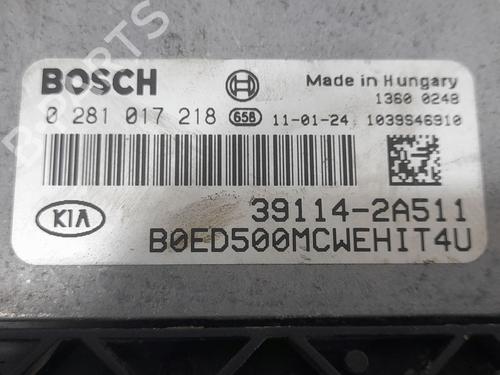 BOSCH
Made in Hungary
1360 0248
0 281 017 218 658 11-01-24 1039S46910
KIA
39114-2A511
B0ED500MCWEHIT4U